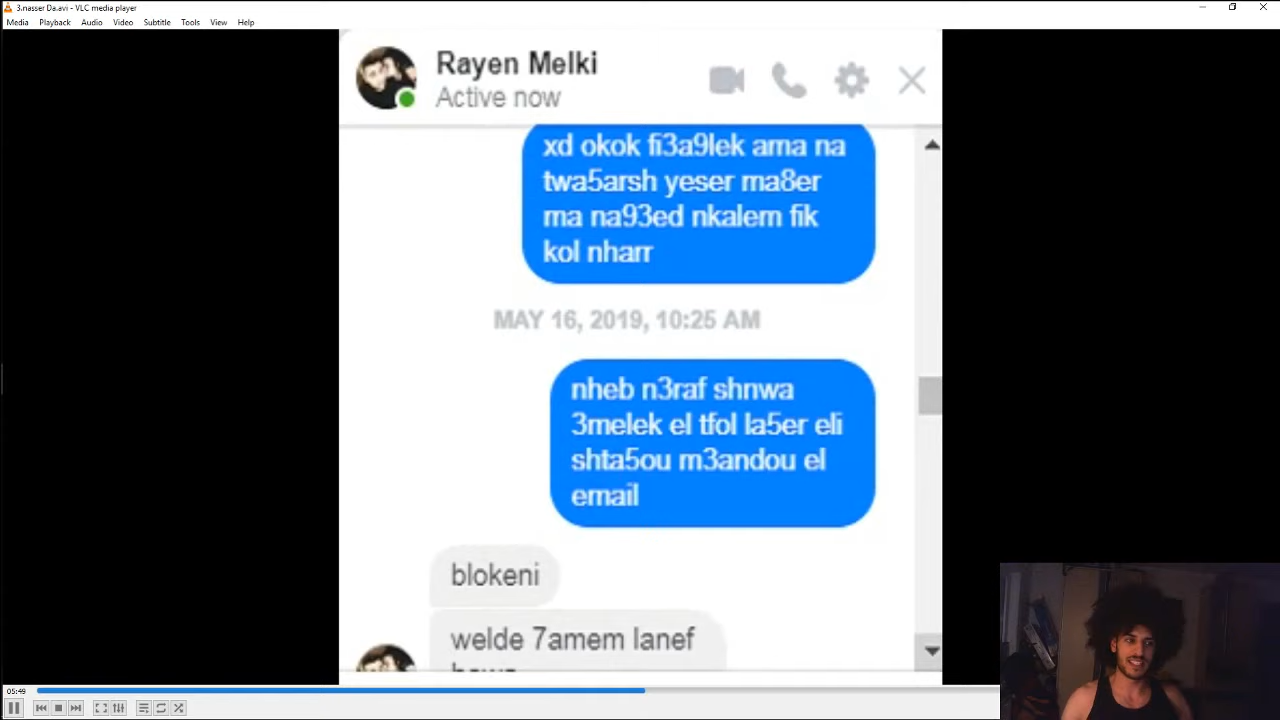 3.nasser Da.avi - VLC media player
Media Playback Audio Video Subtitle Tools View Help
Rayen Melki
Active now
xd okok fi3a9lek ama na
twa5arsh yeser ma8er
ma na93ed nkalem fik
kol nharr
MAY 16, 2019, 10:25 AM
nheb n3raf shnwa
3melek el tfol la5er eli
shta5ou m3andou el
email
blokeni
welde 7amem lanef
05:49